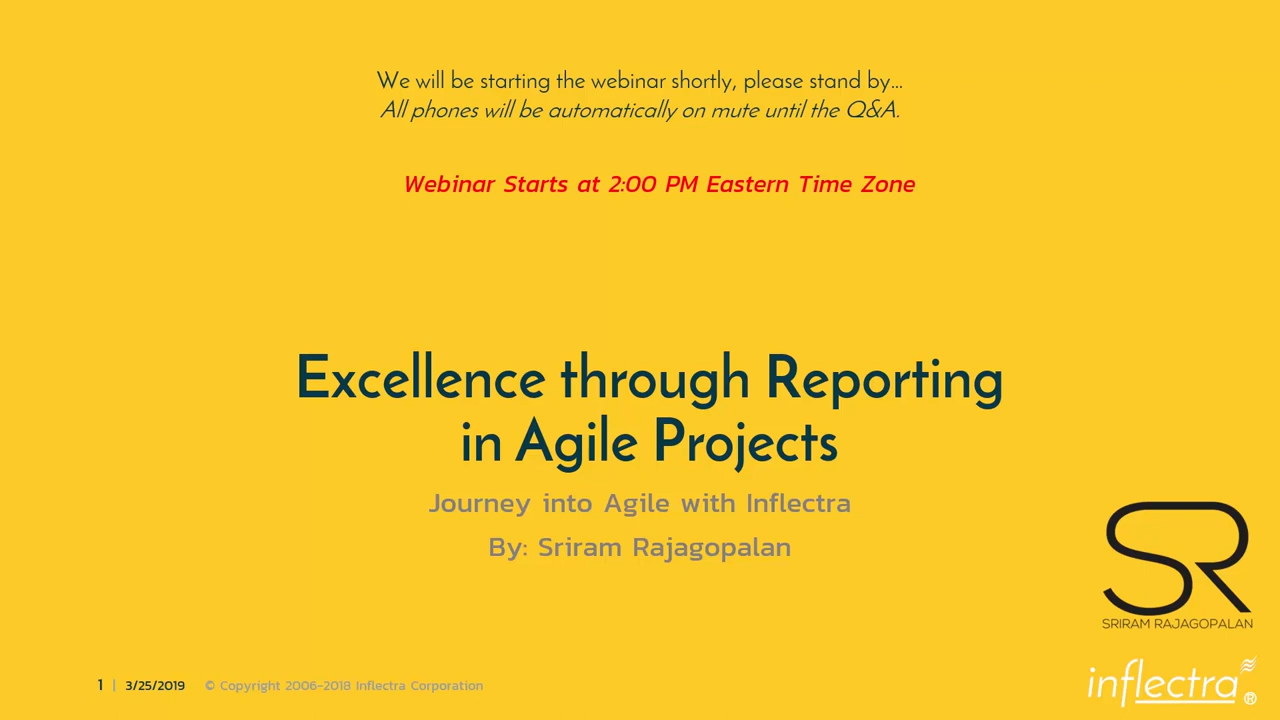 We will be starting the webinar shortly, please stand by...
All phones will be automatically on mute until the Q&A.
Webinar Starts at 2:00 PM Eastern Time Zone
Excellence through Reporting
in Agile Projects
Journey into Agile with Inflectra
By: Sriram Rajagopalan
SR
SRIRAM RAJAGOPALAN
1 | 3/25/2019 © Copyright 2006-2018 Inflectra Corporation
inflectra®